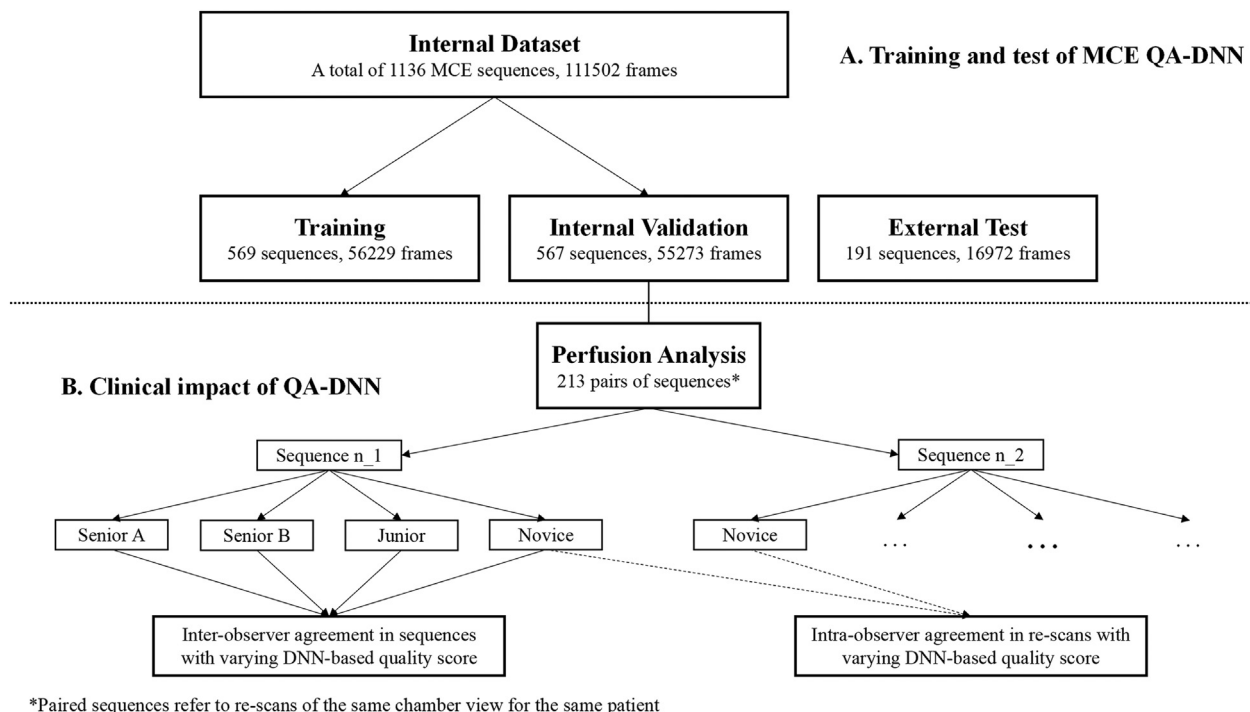 Internal Dataset
A total of 1136 MCE sequences, 111502 frames
A. Training and test of MCE QA-DNN
Training
569 sequences, 56229 frames
Internal Validation
567 sequences, 55273 frames
External Test
191 sequences, 16972 frames
Perfusion Analysis
213 pairs of sequences*
B. Clinical impact of QA-DNN
Sequence n_1
Sequence n_2
Senior A
Senior B
Junior
Novice
Novice
...
...
...
Inter-observer agreement in sequences
with varying DNN-based quality score
Intra-observer agreement in re-scans with
varying DNN-based quality score
*Paired sequences refer to re-scans of the same chamber view for the same patient